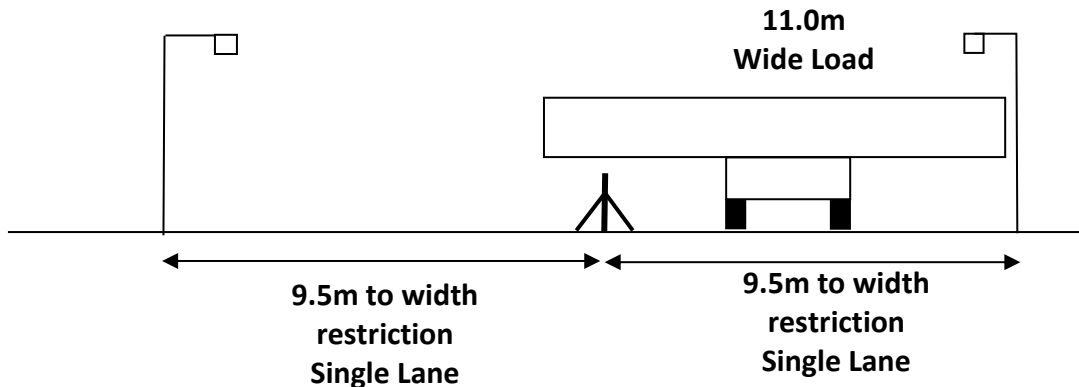 11.0m
Wide Load
9.5m to width
restriction
Single Lane
9.5m to width
restriction
Single Lane